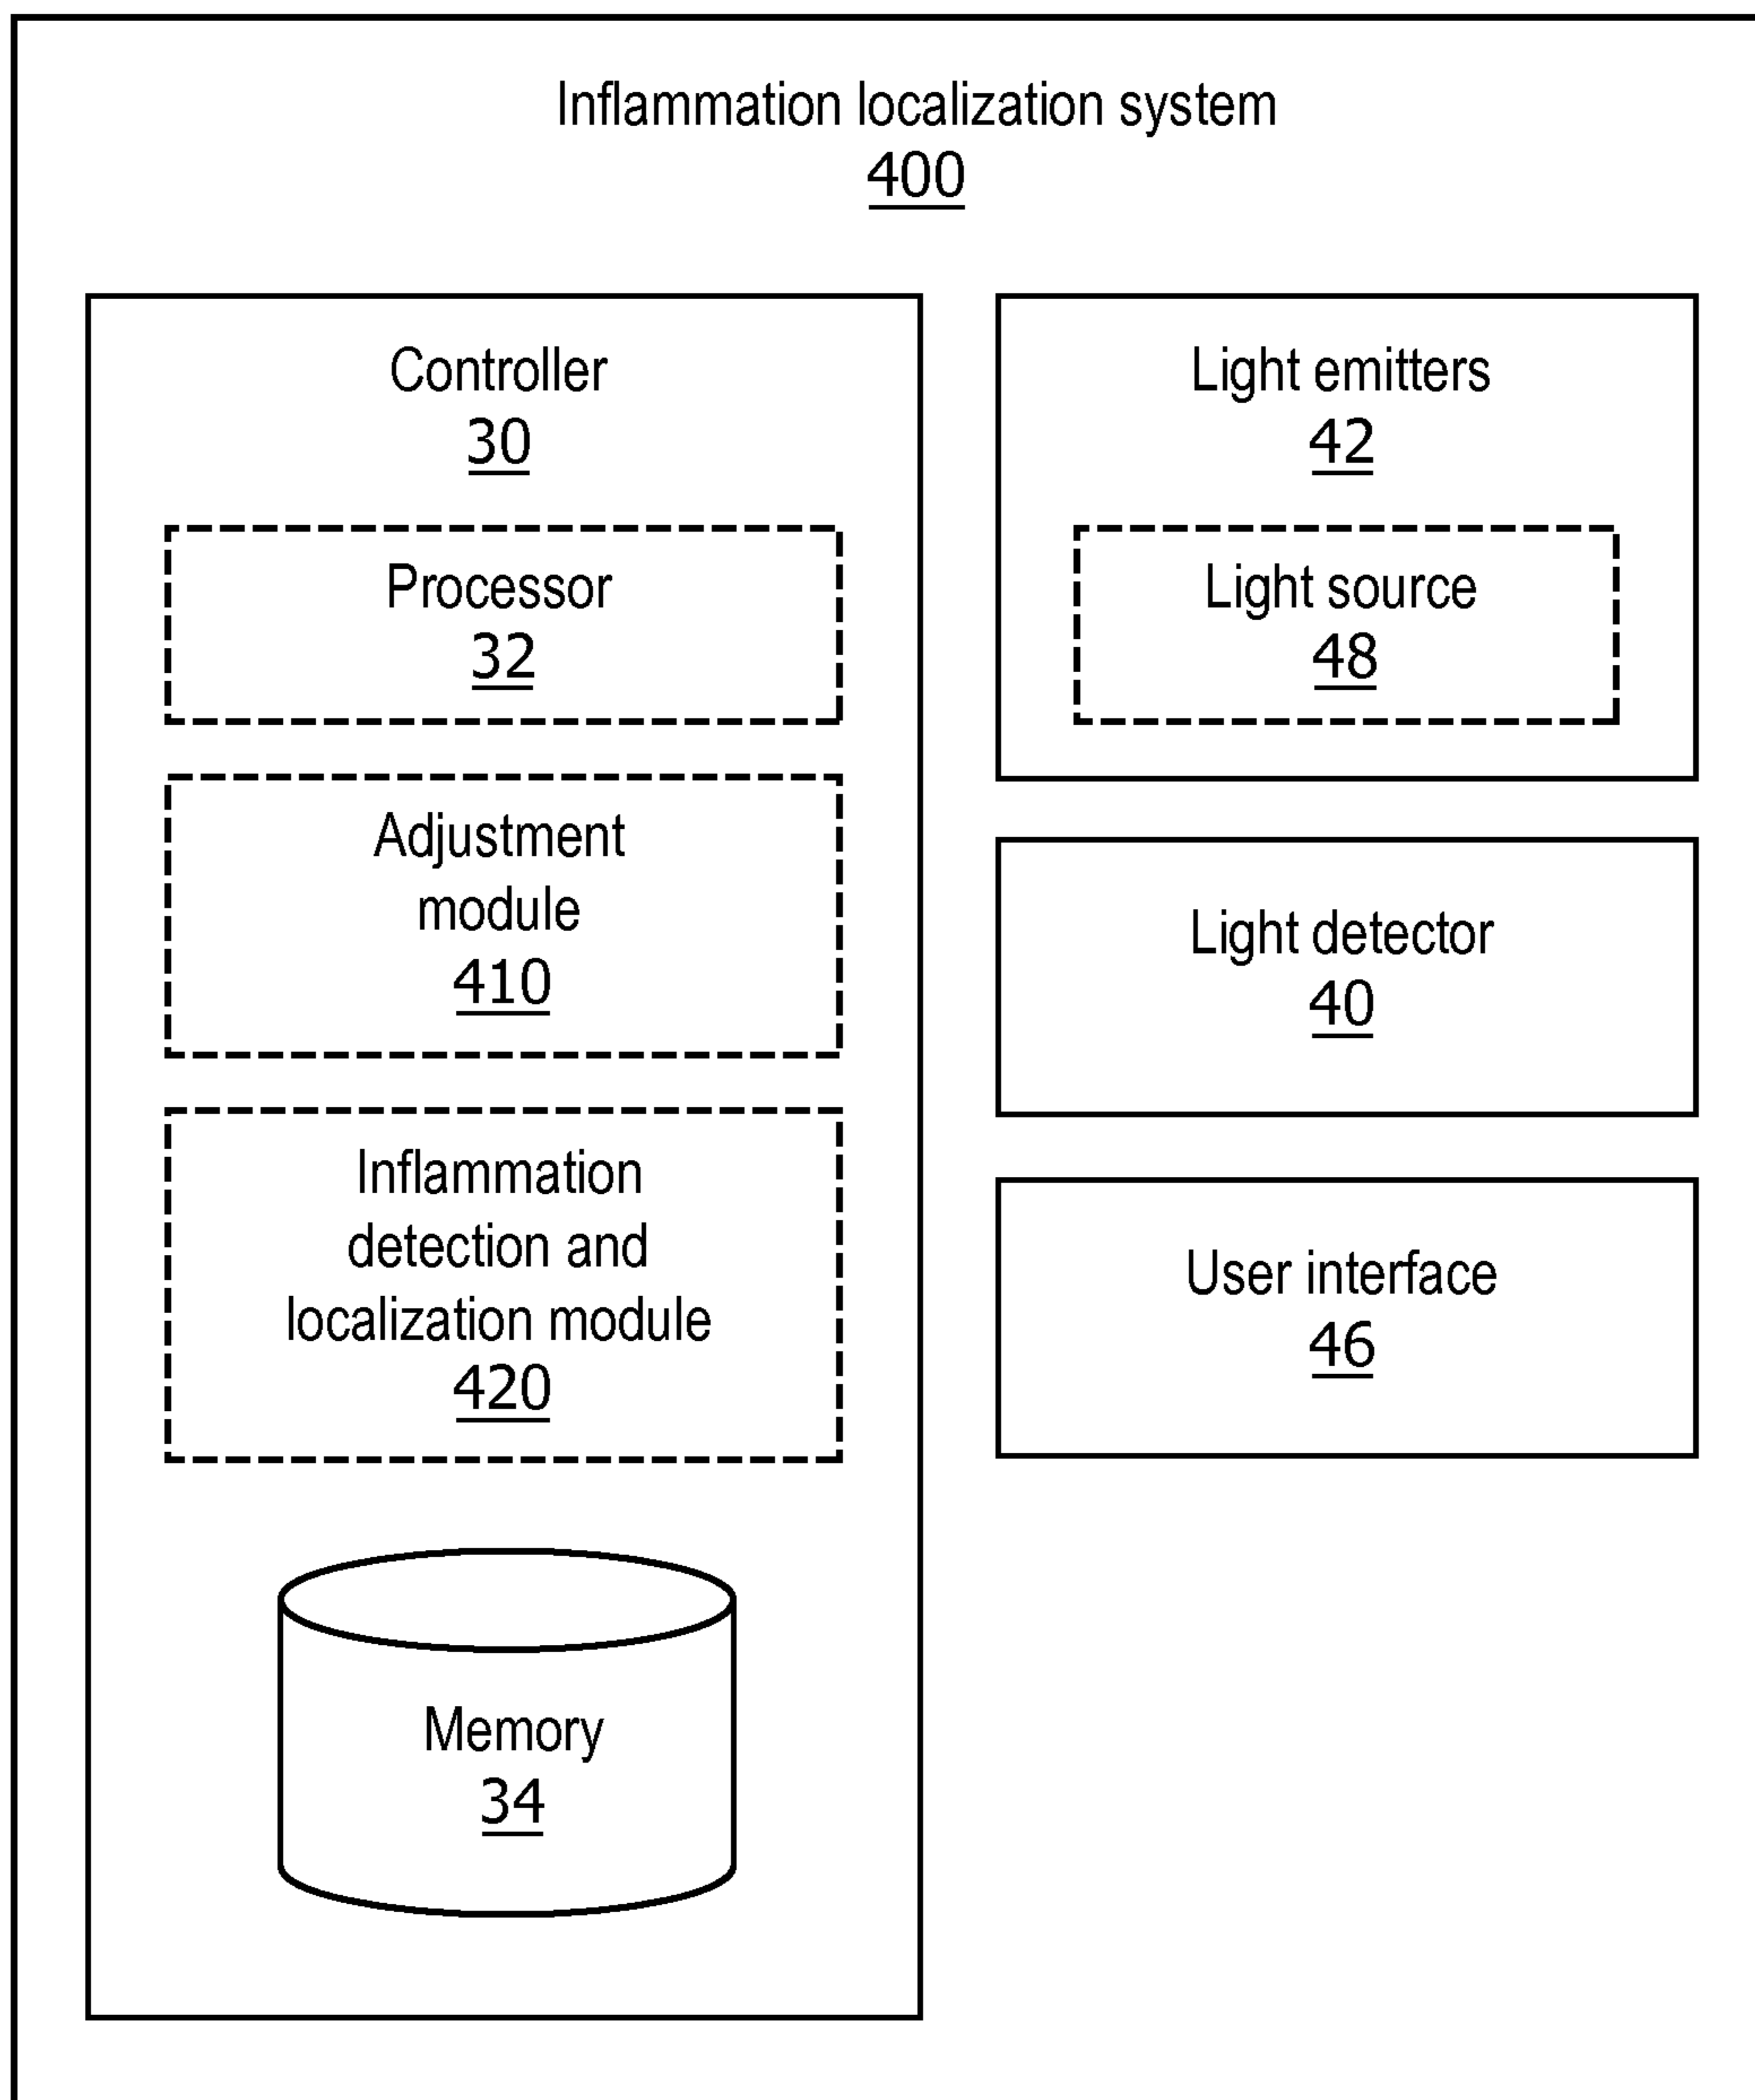 Inflammation localization system
400
Controller
30
Processor
32
Adjustment
module
410
Inflammation
detection and
localization module
420
Memory
34
Light emitters
42
Light source
48
Light detector
40
User interface
46